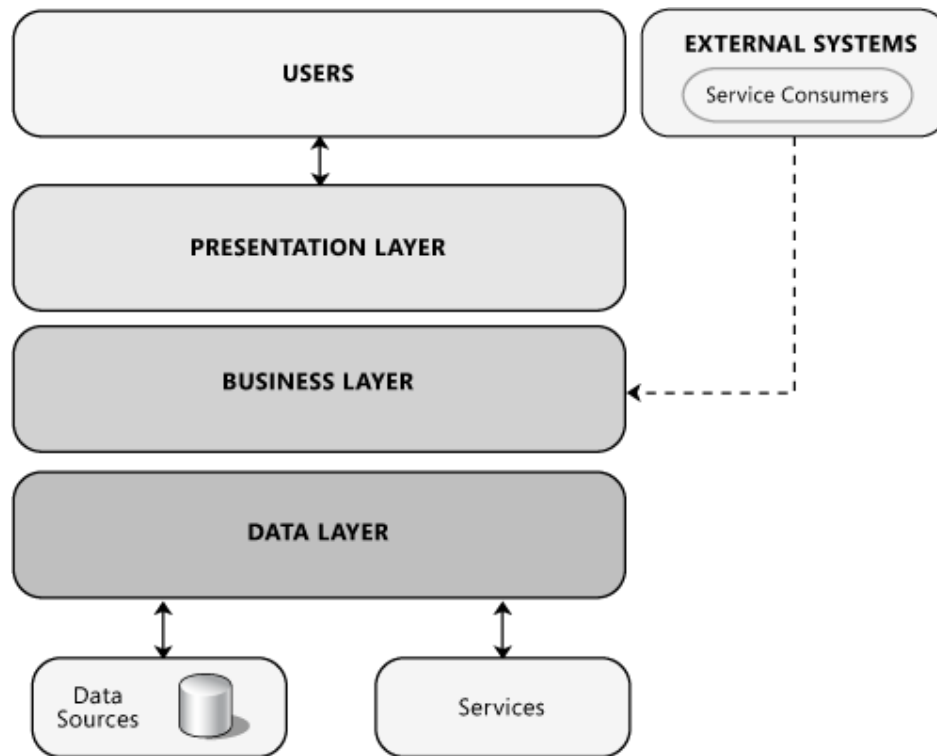 USERS
EXTERNAL SYSTEMS
Service Consumers
PRESENTATION LAYER
BUSINESS LAYER
DATA LAYER
Data
Sources
Services